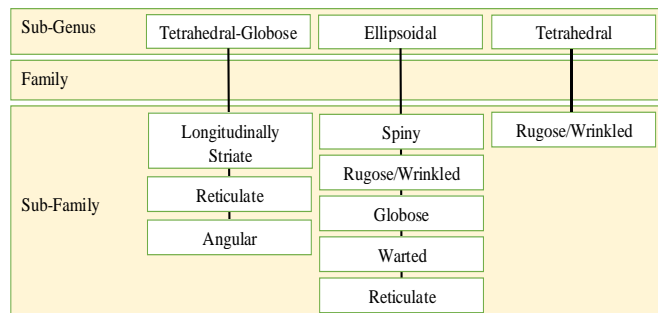 Sub-Genus
Tetrahedral-Globose
Ellipsoidal
Tetrahedral
Family
Sub-Family
Longitudinally
Striate
Reticulate
Angular
Spiny
Rugose/Wrinkled
Globose
Warted
Reticulate
Rugose/Wrinkled